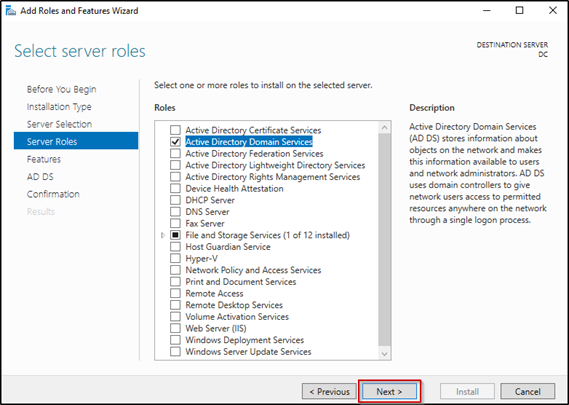 Add Roles and Features Wizard
Select server roles
DESTINATION SERVER
DC
Before You Begin
Installation Type
Server Selection
Server Roles
Features
AD DS
Confirmation
Results
Select one or more roles to install on the selected server.
Roles
Active Directory Certificate Services
Active Directory Domain Services
Active Directory Federation Services
Active Directory Lightweight Directory Services
Active Directory Rights Management Services
Device Health Attestation
DHCP Server
DNS Server
Fax Server
File and Storage Services (1 of 12 installed)
Host Guardian Service
Hyper-V
Network Policy and Access Services
Print and Document Services
Remote Access
Remote Desktop Services
Volume Activation Services
Web Server (IIS)
Windows Deployment Services
Windows Server Update Services
Description
Active Directory Domain Services
(AD DS) stores information about
objects on the network and makes
this information available to users
and network administrators. AD DS
uses domain controllers to give
network users access to permitted
resources anywhere on the network
through a single logon process.
< Previous
Next >
Install
Cancel